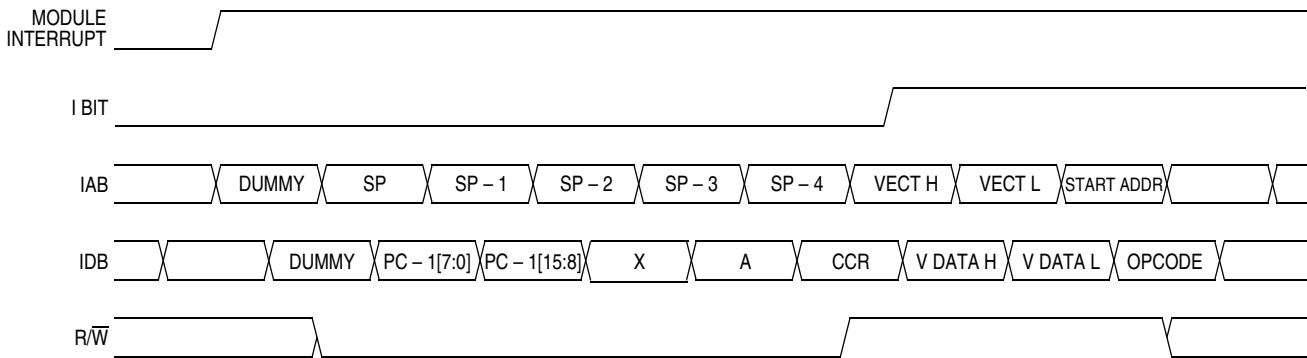 MODULE
INTERRUPT
I BIT
IAB DUMMY SP SP – 1 SP – 2 SP – 3 SP – 4 VECT H VECT L START ADDR
IDB DUMMY PC – 1[7:0] PC – 1[15:8] X A CCR V DATA H V DATA L OPCODE
R/W̅